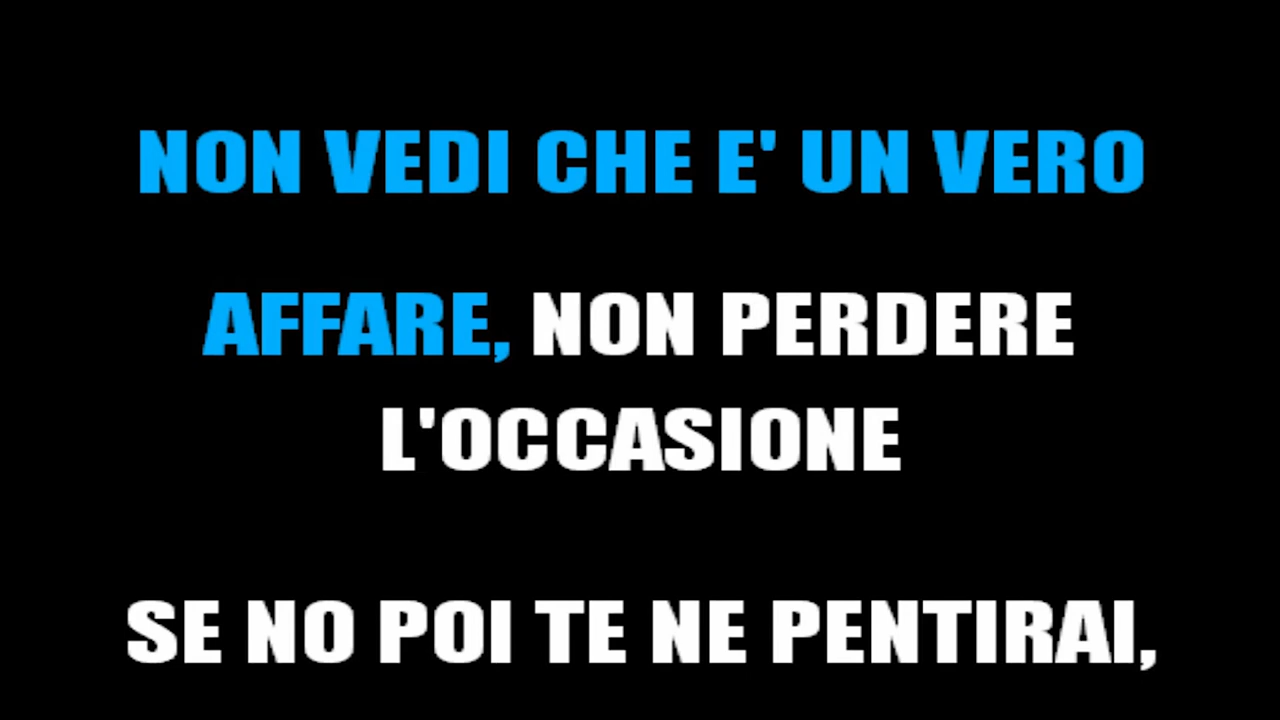 NON VEDI CHE E' UN VERO
AFFARE, NON PERDERE
L'OCCASIONE
SE NO POI TE NE PENTIRAI,